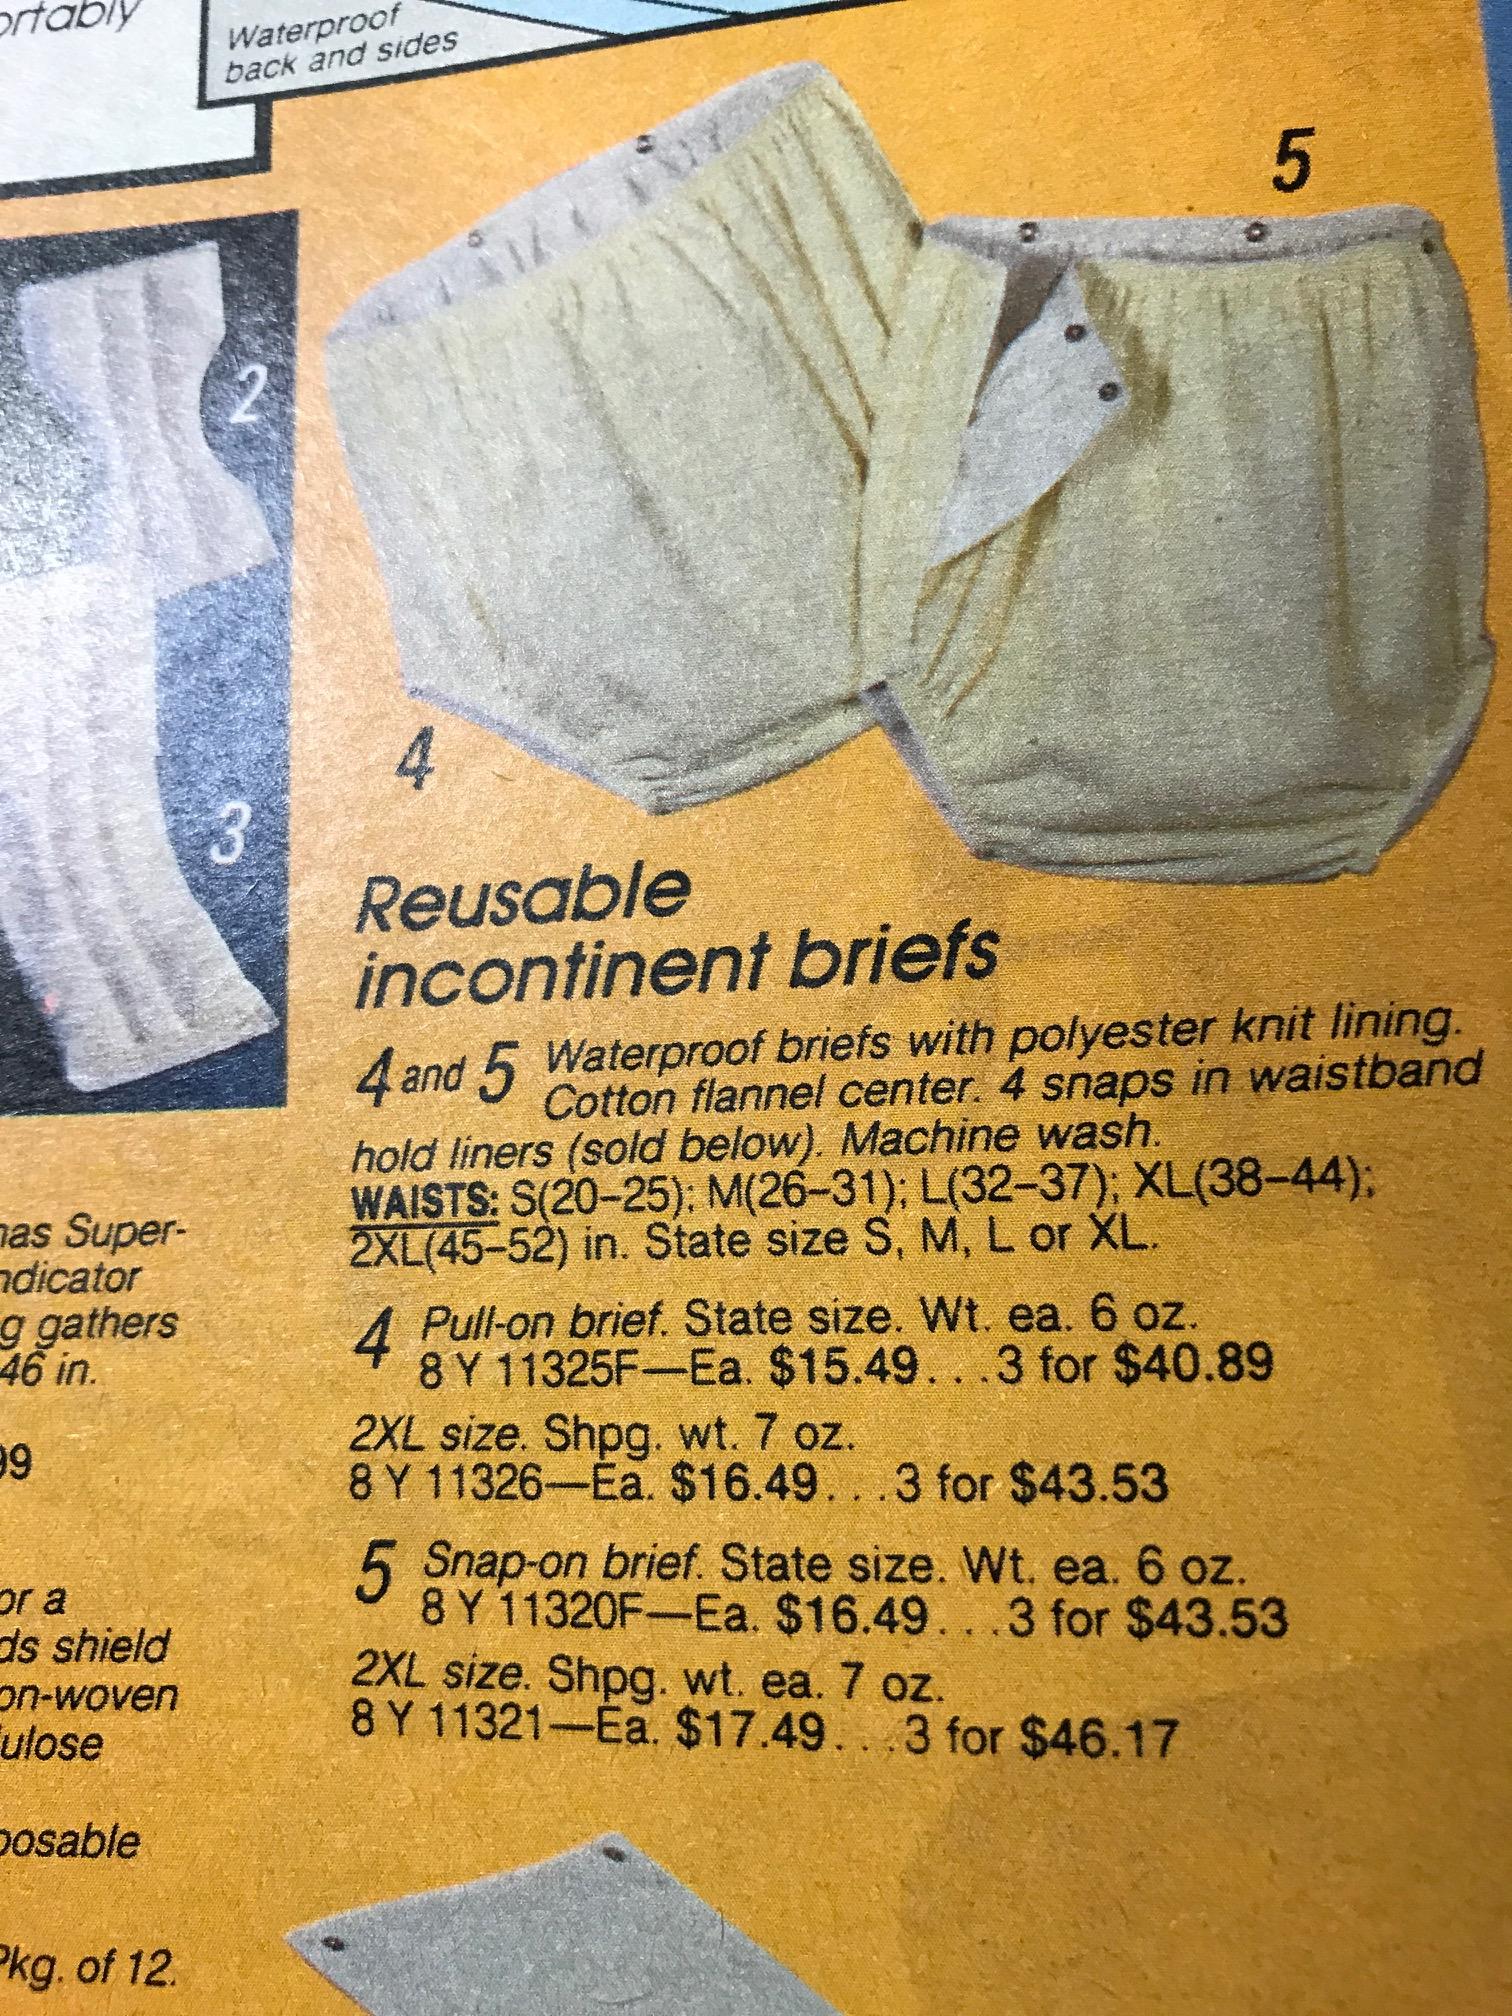 ortably
Waterproof
back and sides
5
2
4
3
Reusable
incontinent briefs
4 and 5 Waterproof briefs with polyester knit lining.
Cotton flannel center. 4 snaps in waistband
hold liners (sold below). Machine wash.
WAISTS: S(20–25); M(26–31); L(32–37); XL(38–44);
2XL(45–52) in. State size S, M, L or XL.
4 Pull-on brief. State size. Wt. ea. 6 oz.
8 Y 11325F—Ea. $15.49...3 for $40.89
2XL size. Shpg. wt. 7 oz.
8 Y 11326—Ea. $16.49...3 for $43.53
5 Snap-on brief. State size. Wt. ea. 6 oz.
8 Y 11320F—Ea. $16.49...3 for $43.53
2XL size. Shpg. wt. ea. 7 oz.
8 Y 11321—Ea. $17.49...3 for $46.17
as Super-
ndicator
g gathers
46 in.
99
or a
ds shield
on-woven
ulose
posable
Pkg. of 12.